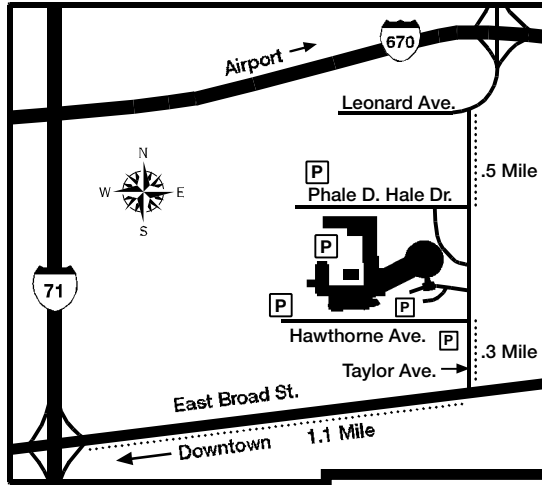 670
Airport
Leonard Ave.
.5 Mile
N
W E
S
P
Phale D. Hale Dr.
P
71
P
P
Hawthorne Ave.
P
.3 Mile
Taylor Ave.
East Broad St.
Downtown
1.1 Mile